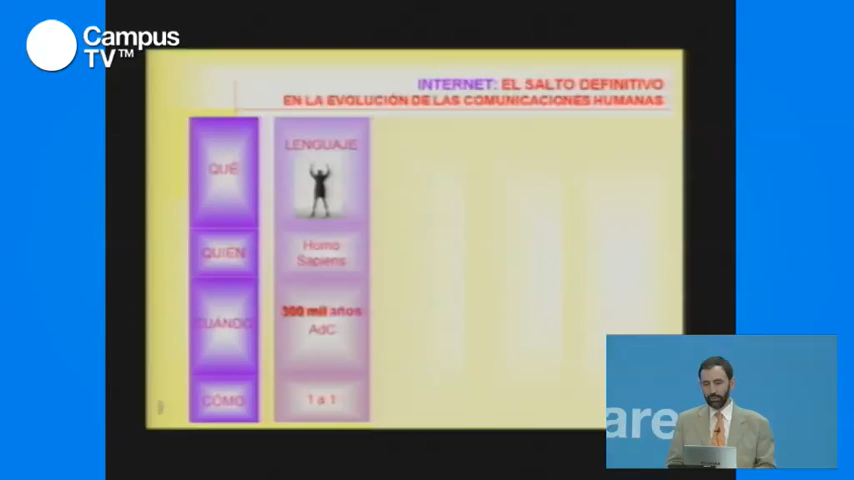 Campus
TV™
INTERNET: EL SALTO DEFINITIVO
EN LA EVOLUCIÓN DE LAS COMUNICACIONES HUMANAS
QUÉ
LENGUAJE
QUIÉN
Homo
Sapiens
CUÁNDO
300 mil años
AdC
CÓMO
1 a 1
are